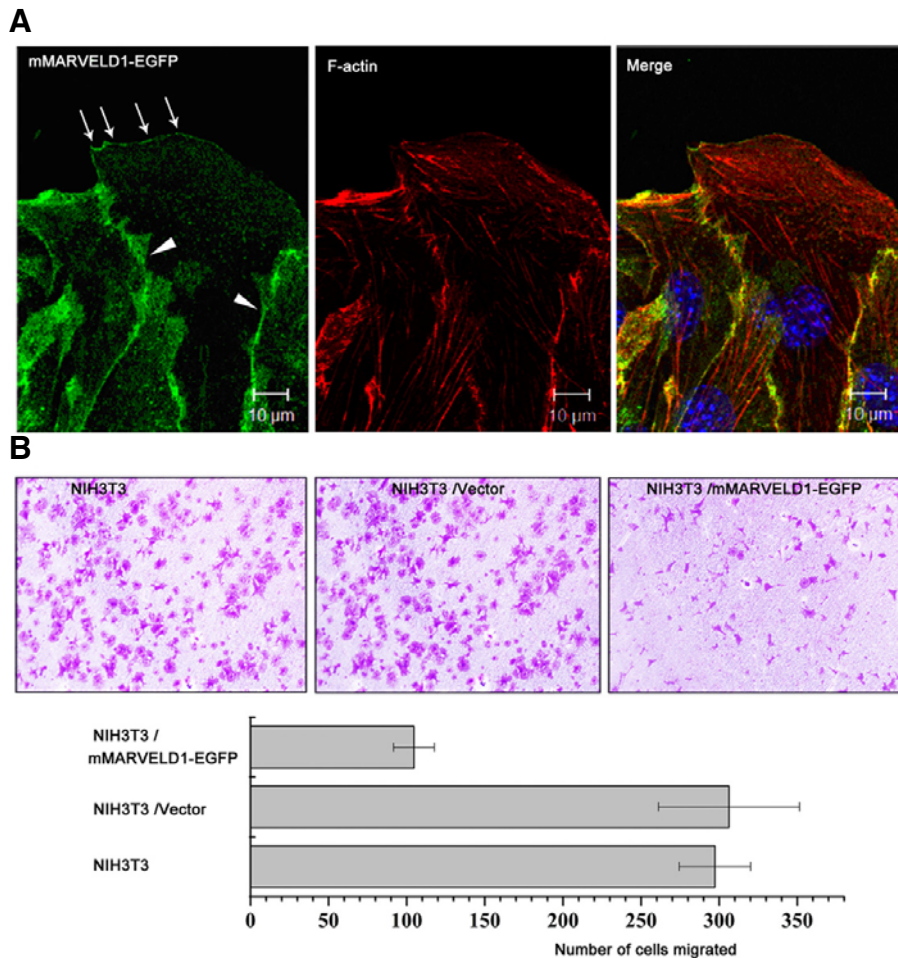 A
mMARVELD1-EGFP
F-actin
Merge
10 µm
10 µm
10 µm
B
NIH3T3
NIH3T3 /Vector
NIH3T3 /mMARVELD1-EGFP
NIH3T3 /
mMARVELD1-EGFP
NIH3T3 /Vector
NIH3T3
0 50 100 150 200 250 300 350
Number of cells migrated